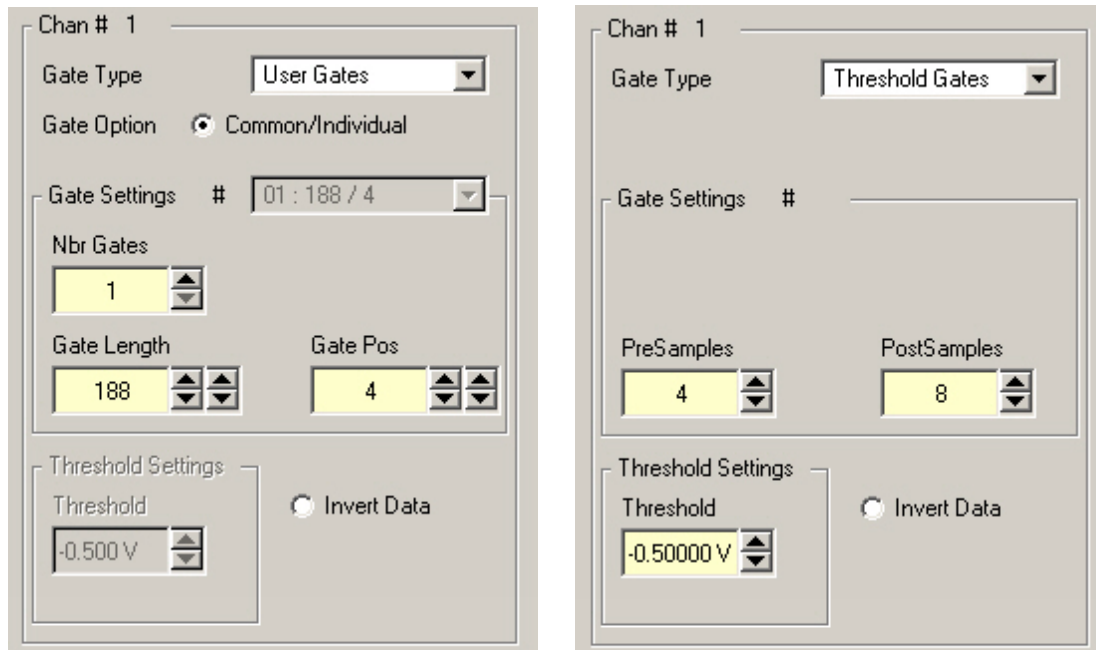 Chan # 1
Gate Type User Gates
Gate Option Common/Individual
Gate Settings # 01 : 188 / 4
Nbr Gates
1
Gate Length Gate Pos
188 4
Threshold Settings
Threshold Invert Data
-0.500 V
Chan # 1
Gate Type Threshold Gates
Gate Settings #
PreSamples PostSamples
4 8
Threshold Settings
Threshold Invert Data
-0.50000 V